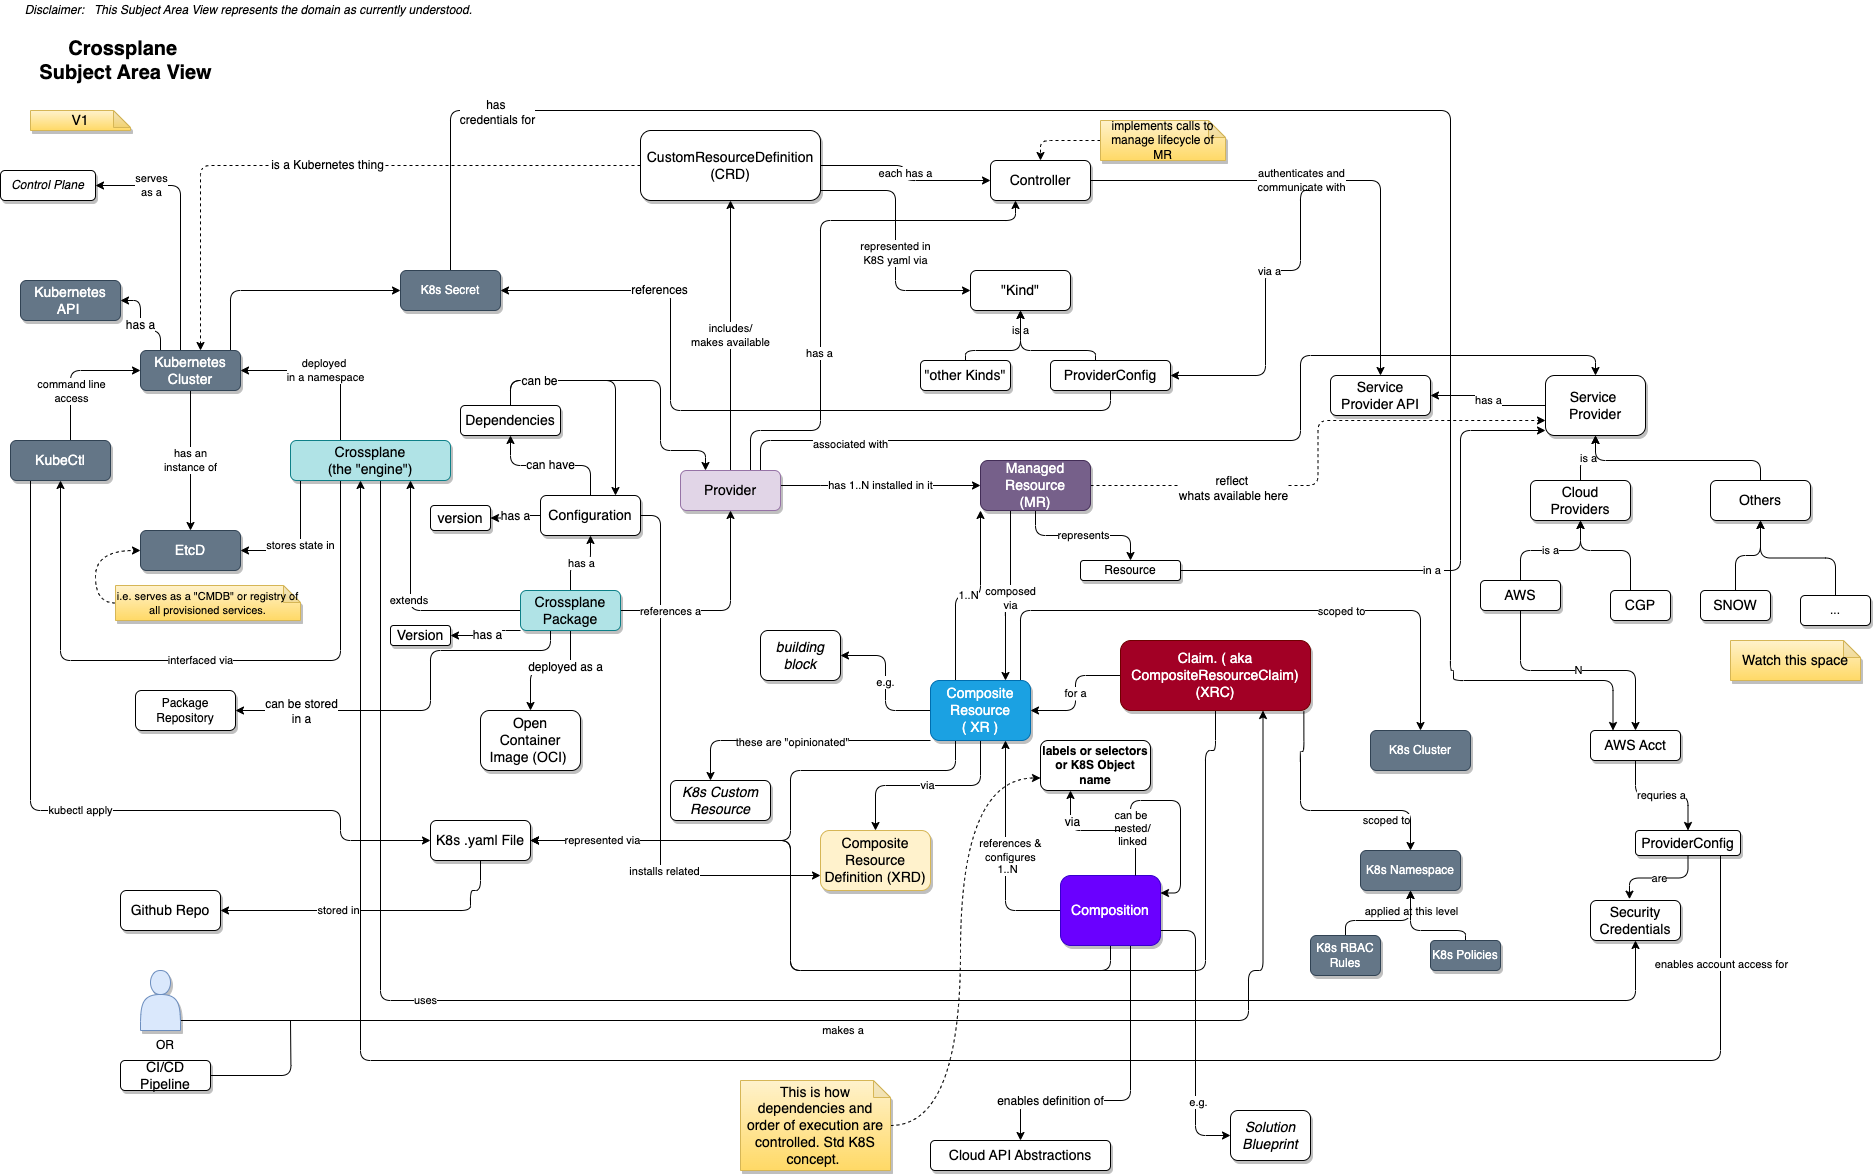 Disclaimer: This Subject Area View represents the domain as currently understood.
Crossplane
Subject Area View
V1
has
credentials for
implements calls to
manage lifecycle of
MR
CustomResourceDefinition
(CRD)
is a Kubernetes thing
each has a
Controller
authenticates and
communicate with
Control Plane
serves
as a
represented in
K8S yaml via
via a
Kubernetes
API
has a
K8s Secret
references
"Kind"
is a
includes/
makes available
has a
Kubernetes
Cluster
deployed
in a namespace
command line
access
can be
"other Kinds"
ProviderConfig
Service
Provider API
has a
Service
Provider
Dependencies
associated with
KubeCtl
has an
instance of
Crossplane
(the "engine")
can have
Provider
has 1..N installed in it
Managed
Resource
(MR)
reflect
whats available here
is a
Cloud
Providers
Others
version
has a
Configuration
represents
EtcD
stores state in
has a
Resource
in a
is a
i.e. serves as a "CMDB" or registry of
all provisioned services.
extends
Crossplane
Package
references a
1..N
composed
via
scoped to
AWS
CGP
SNOW
...
Version
has a
interfaced via
deployed as a
building
block
e.g.
Claim. ( aka
CompositeResourceClaim)
(XRC)
for a
Watch this space
N
Package
Repository
can be stored
in a
Open
Container
Image (OCI)
Composite
Resource
( XR )
these are "opinionated"
labels or selectors
or K8S Object
name
K8s Cluster
AWS Acct
K8s Custom
Resource
via
requries a
kubectl apply
via
can be
nested/
linked
scoped to
K8s .yaml File
represented via
references &
configures
1..N
Composite
Resource
Definition (XRD)
installs related
ProviderConfig
K8s Namespace
are
Github Repo
stored in
Composition
applied at this level
Security
Credentials
K8s RBAC
Rules
K8s Policies
enables account access for
uses
makes a
OR
CI/CD
Pipeline
This is how
dependencies and
order of execution are
controlled. Std K8S
concept.
enables definition of
e.g.
Cloud API Abstractions
Solution
Blueprint